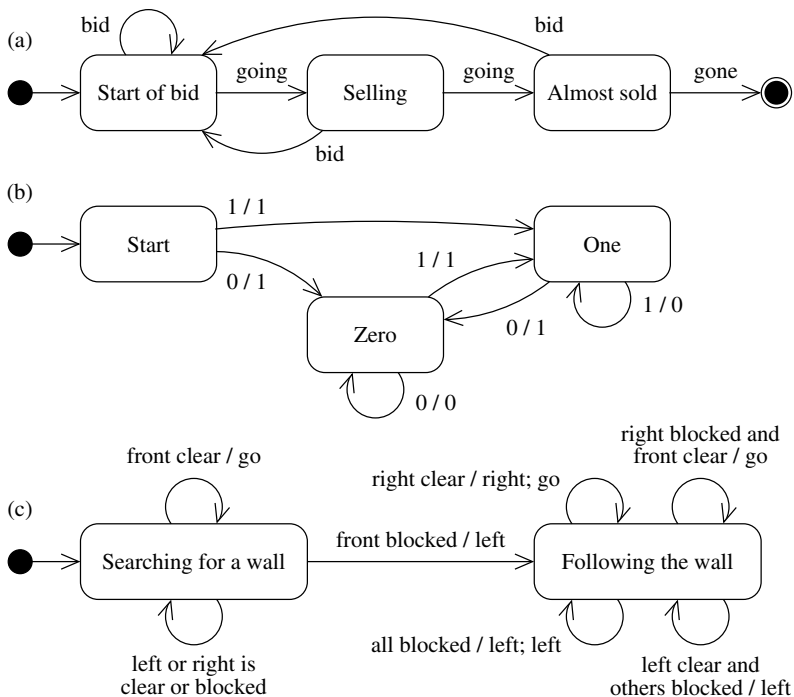 (a)
bid
bid
Start of bid
going
Selling
going
Almost sold
gone
bid
(b)
Start
1 / 1
0 / 1
1 / 1
One
0 / 1
1 / 0
Zero
0 / 0
(c)
front clear / go
right clear / right; go
right blocked and
front clear / go
Searching for a wall
front blocked / left
Following the wall
left or right is
clear or blocked
all blocked / left; left
left clear and
others blocked / left